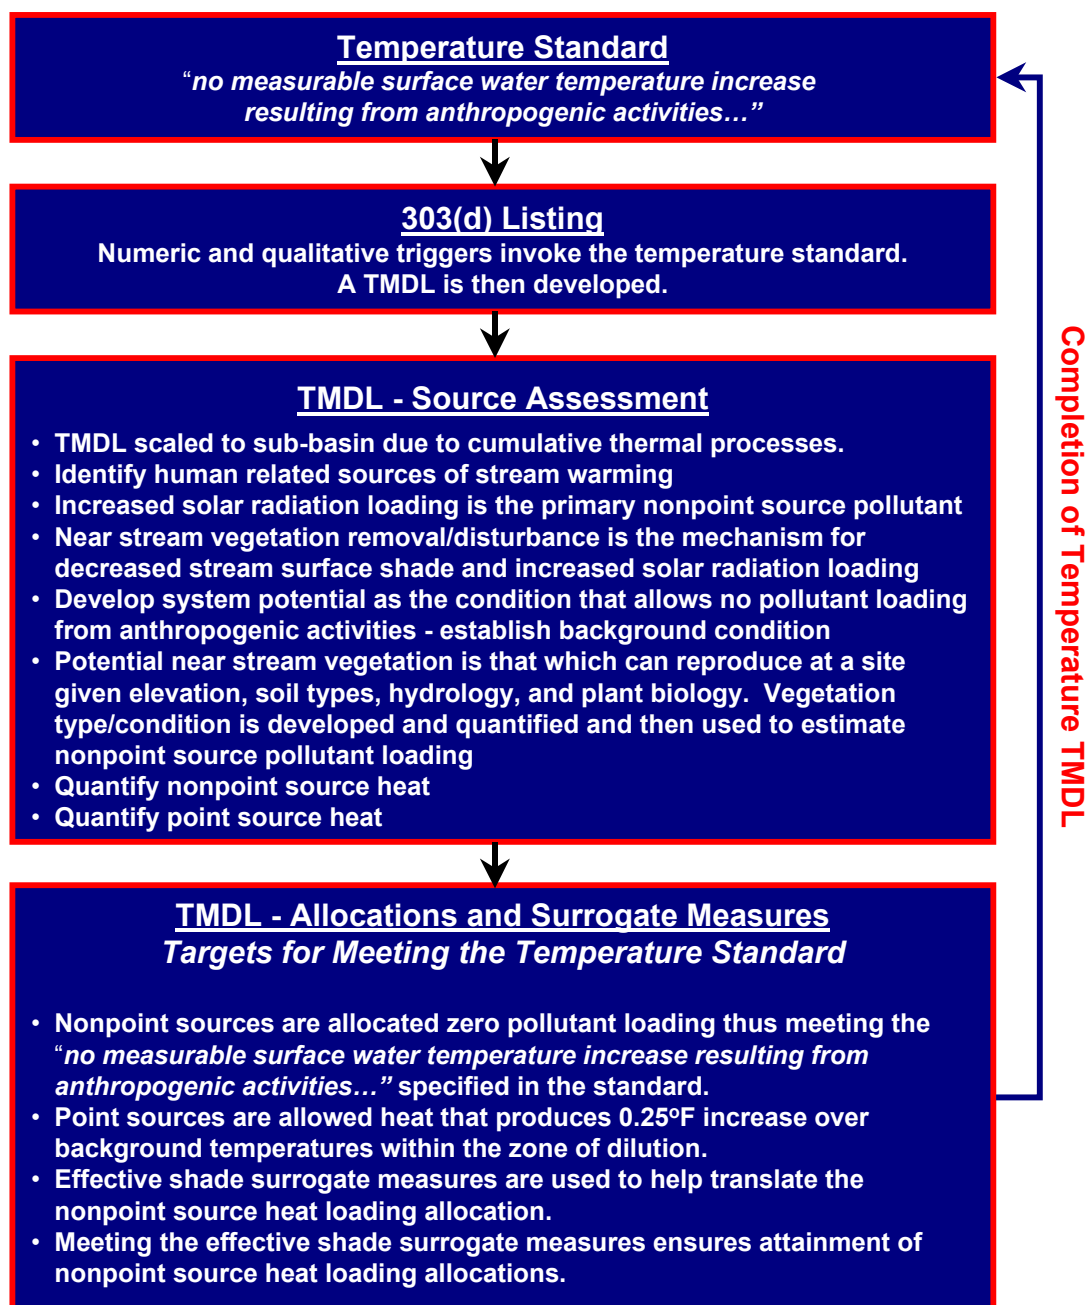 Temperature Standard
“no measurable surface water temperature increase
resulting from anthropogenic activities…”
303(d) Listing
Numeric and qualitative triggers invoke the temperature standard.
A TMDL is then developed.
TMDL - Source Assessment
• TMDL scaled to sub-basin due to cumulative thermal processes.
• Identify human related sources of stream warming
• Increased solar radiation loading is the primary nonpoint source pollutant
• Near stream vegetation removal/disturbance is the mechanism for
decreased stream surface shade and increased solar radiation loading
• Develop system potential as the condition that allows no pollutant loading
from anthropogenic activities - establish background condition
• Potential near stream vegetation is that which can reproduce at a site
given elevation, soil types, hydrology, and plant biology.  Vegetation
type/condition is developed and quantified and then used to estimate
nonpoint source pollutant loading
• Quantify nonpoint source heat
• Quantify point source heat
TMDL - Allocations and Surrogate Measures
Targets for Meeting the Temperature Standard
• Nonpoint sources are allocated zero pollutant loading thus meeting the
“no measurable surface water temperature increase resulting from
anthropogenic activities…” specified in the standard.
• Point sources are allowed heat that produces 0.25ºF increase over
background temperatures within the zone of dilution.
• Effective shade surrogate measures are used to help translate the
nonpoint source heat loading allocation.
• Meeting the effective shade surrogate measures ensures attainment of
nonpoint source heat loading allocations.
Completion of Temperature TMDL